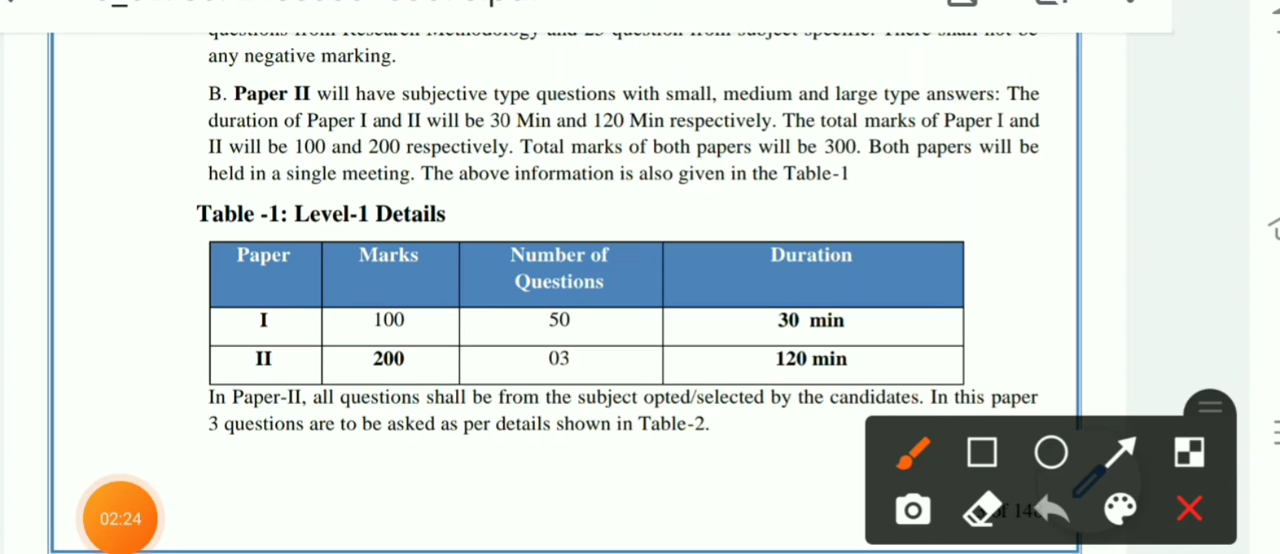 any negative marking.
B. Paper II will have subjective type questions with small, medium and large type answers: The
duration of Paper I and II will be 30 Min and 120 Min respectively. The total marks of Paper I and
II will be 100 and 200 respectively. Total marks of both papers will be 300. Both papers will be
held in a single meeting. The above information is also given in the Table-1
Table -1: Level-1 Details
Paper Marks Number of Questions Duration
I 100 50 30 min
II 200 03 120 min
In Paper-II, all questions shall be from the subject opted/selected by the candidates. In this paper
3 questions are to be asked as per details shown in Table-2.
02:24